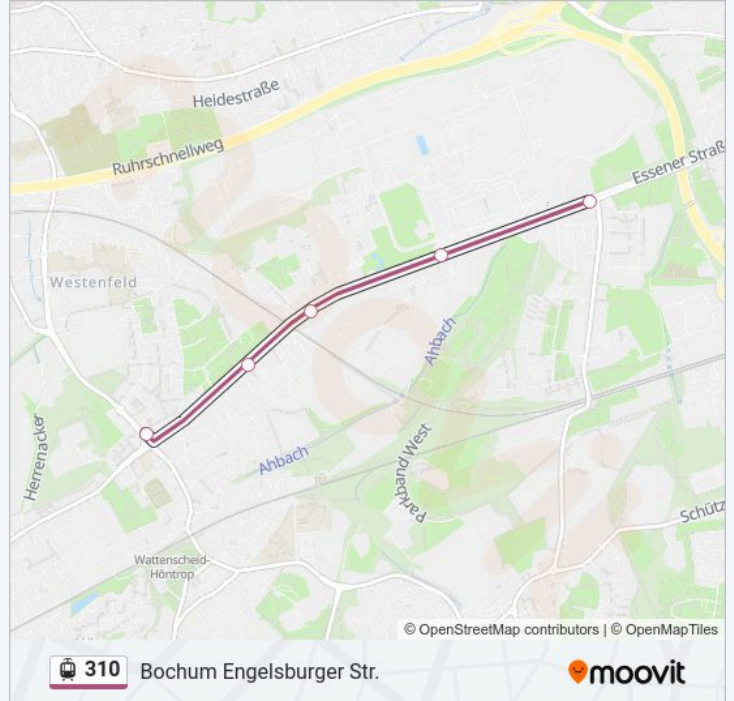 Heidestraße
Ruhrschnellweg
Essener Straß
Westenfeld
Ahbach
Herrenacker
Ahbach
Parkband West
Schütz
Wattenscheid-
Höntrop
© OpenStreetMap contributors | © OpenMapTiles
310 Bochum Engelsburger Str.
moovit